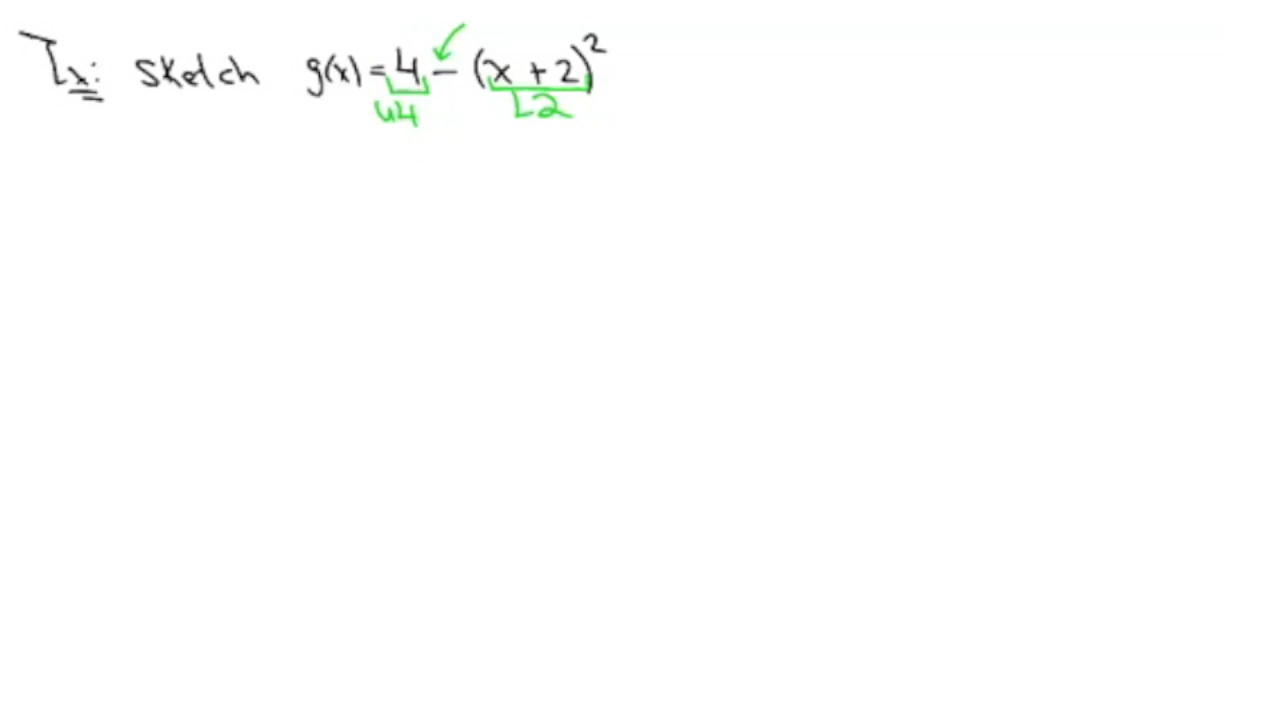 Ex: Sketch g(x) = 4 - (x + 2)²
U4 L2